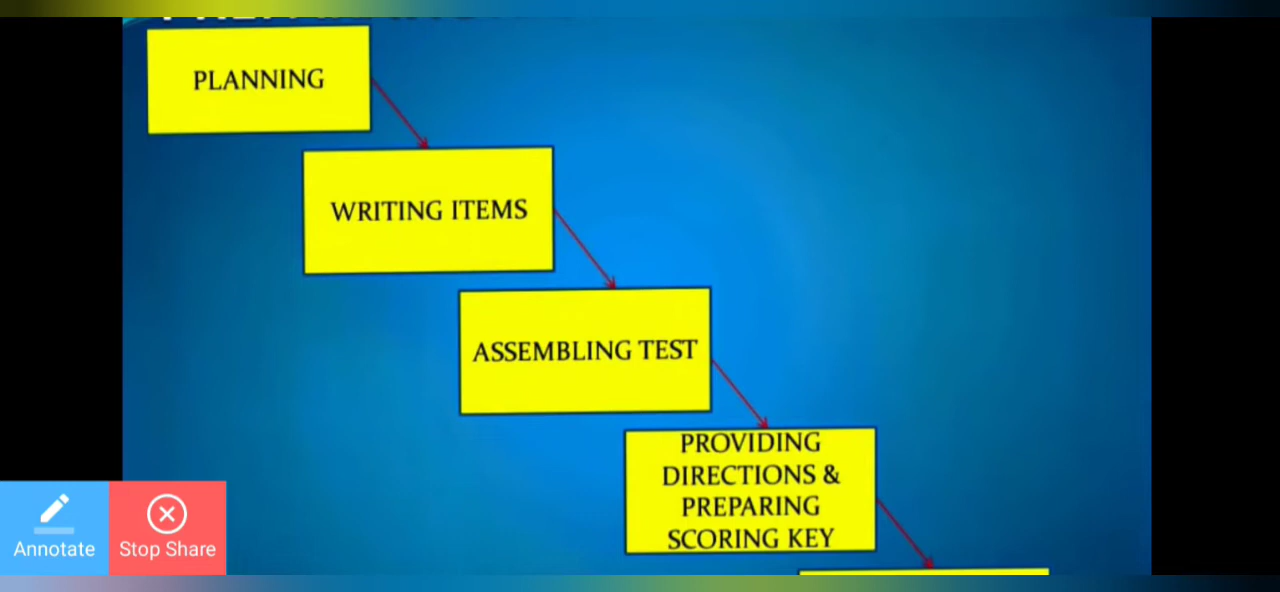 PLANNING
WRITING ITEMS
ASSEMBLING TEST
PROVIDING
DIRECTIONS &
PREPARING
SCORING KEY
Annotate
Stop Share